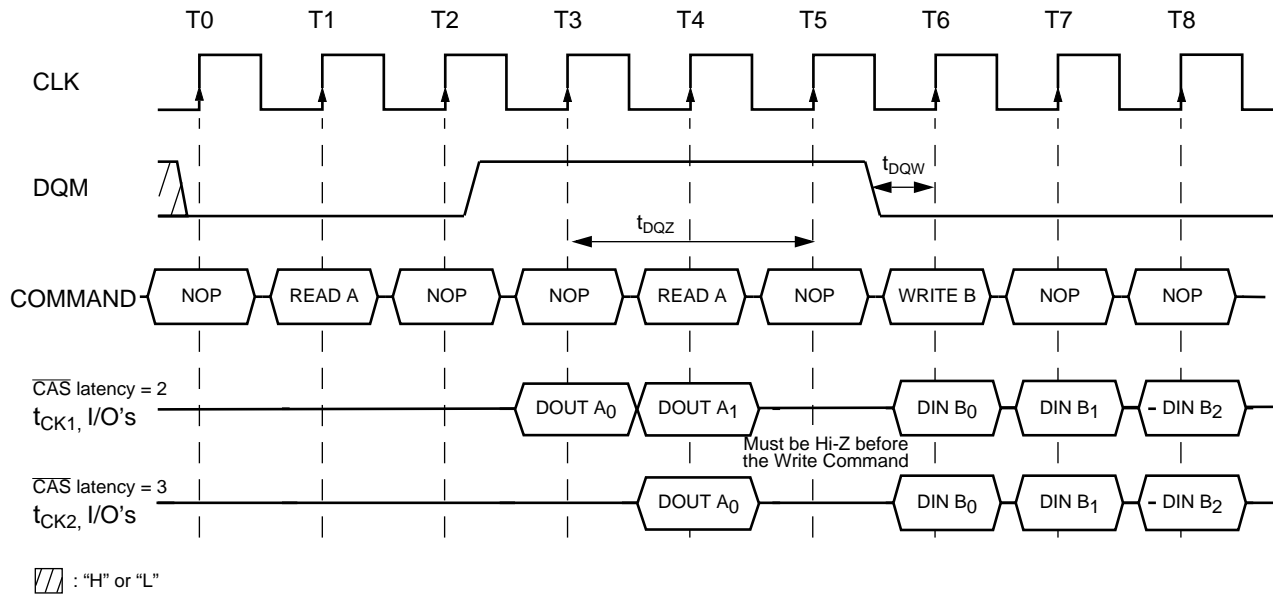 T0 T1 T2 T3 T4 T5 T6 T7 T8
CLK
DQM
tDQW
tDQZ
COMMAND NOP READ A NOP NOP READ A NOP WRITE B NOP NOP
CAS latency = 2
tCK1, I/O’s
DOUT A0 DOUT A1 DIN B0 DIN B1 DIN B2
Must be Hi-Z before
the Write Command
CAS latency = 3
tCK2, I/O’s
DOUT A0 DIN B0 DIN B1 DIN B2
: “H” or “L”